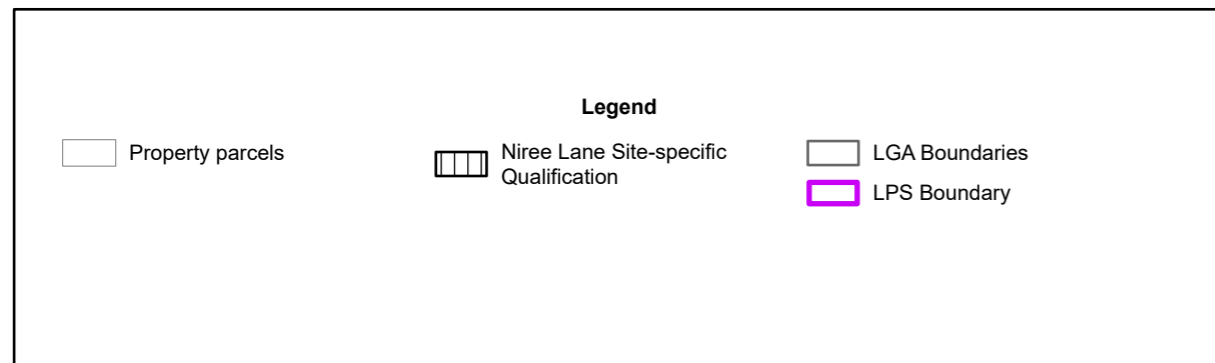 Legend
Property parcels
Niree Lane Site-specific
Qualification
LGA Boundaries
LPS Boundary